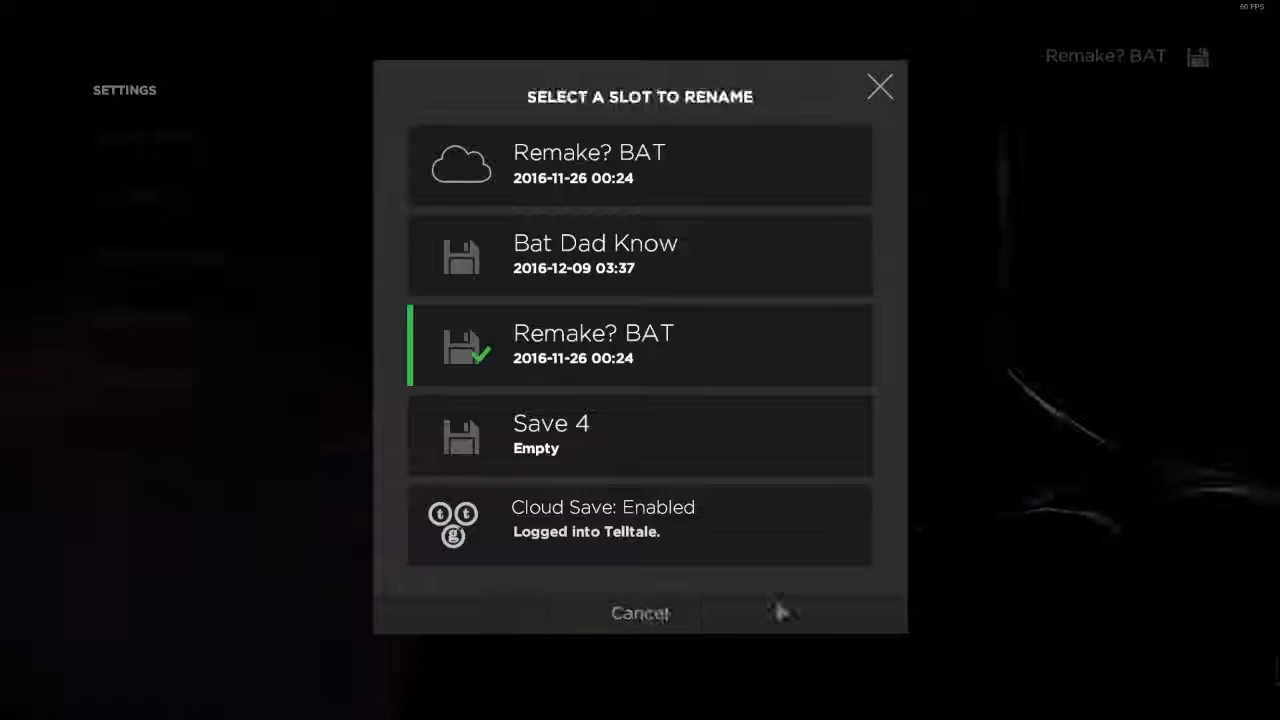 60 FPS
Remake? BAT
SETTINGS
SELECT A SLOT TO RENAME
Remake? BAT
2016-11-26 00:24
Bat Dad Know
2016-12-09 03:37
Remake? BAT
2016-11-26 00:24
Save 4
Empty
Cloud Save: Enabled
Logged into Telltale.
Cancel